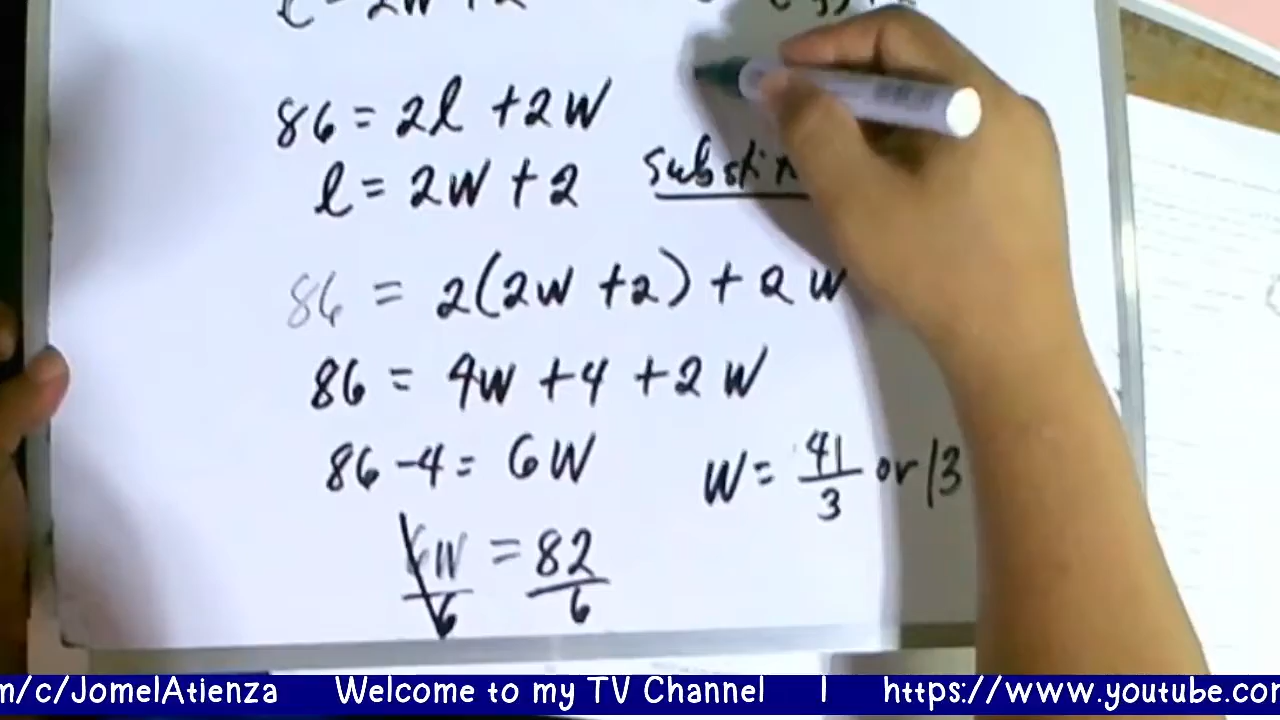 86 = 2l + 2W
l = 2W + 2
86 = 2(2W + 2) + 2W
86 = 4W + 4 + 2W
86 - 4 = 6W
W = 41/3 or 13
6W/6 = 82/6
m/c/JomelAtienza Welcome to my TV Channel | https://www.youtube.co